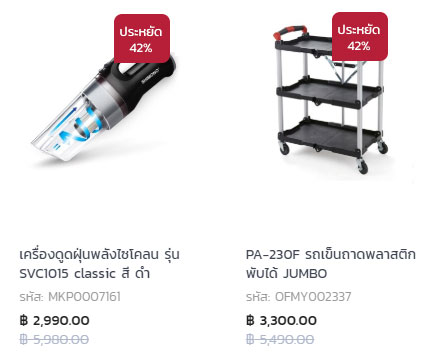 ประหยัด
42%
ประหยัด
42%
เครื่องดูดฝุ่นพลังไซโคลน รุ่น
SVC1015 classic สี ดำ
รหัส: MKP0007161
฿ 2,990.00
฿ 5,980.00
PA-230F รถเข็นถาดพลาสติก
พับได้ JUMBO
รหัส: OFMY002337
฿ 3,300.00
฿ 5,490.00